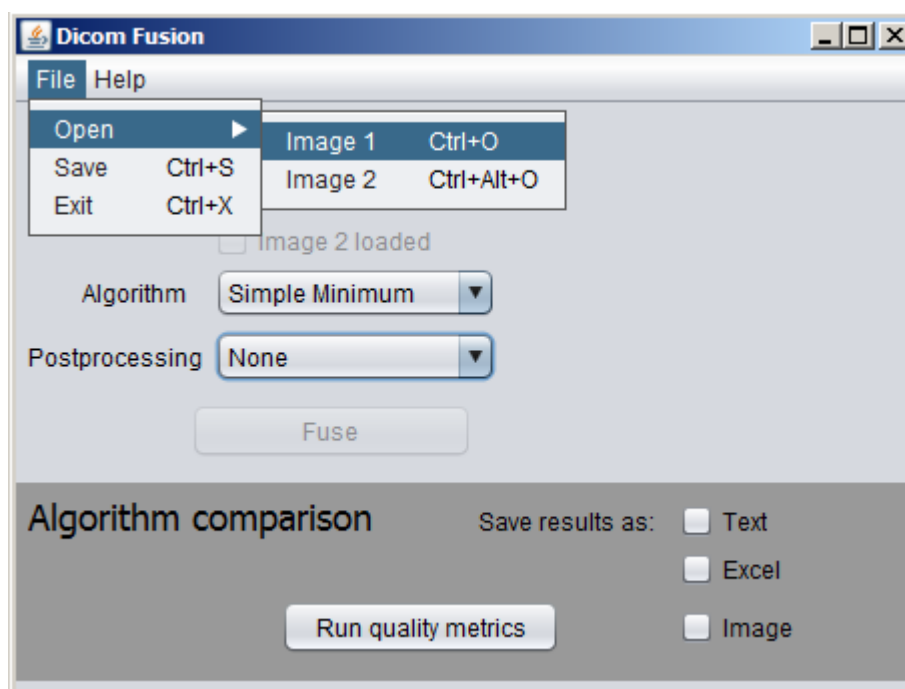 Dicom Fusion
File Help
Open
Image 1 Ctrl+O
Save Ctrl+S
Image 2 Ctrl+Alt+O
Exit Ctrl+X
Image 2 loaded
Algorithm Simple Minimum
Postprocessing None
Fuse
Algorithm comparison Save results as: Text
Excel
Run quality metrics Image